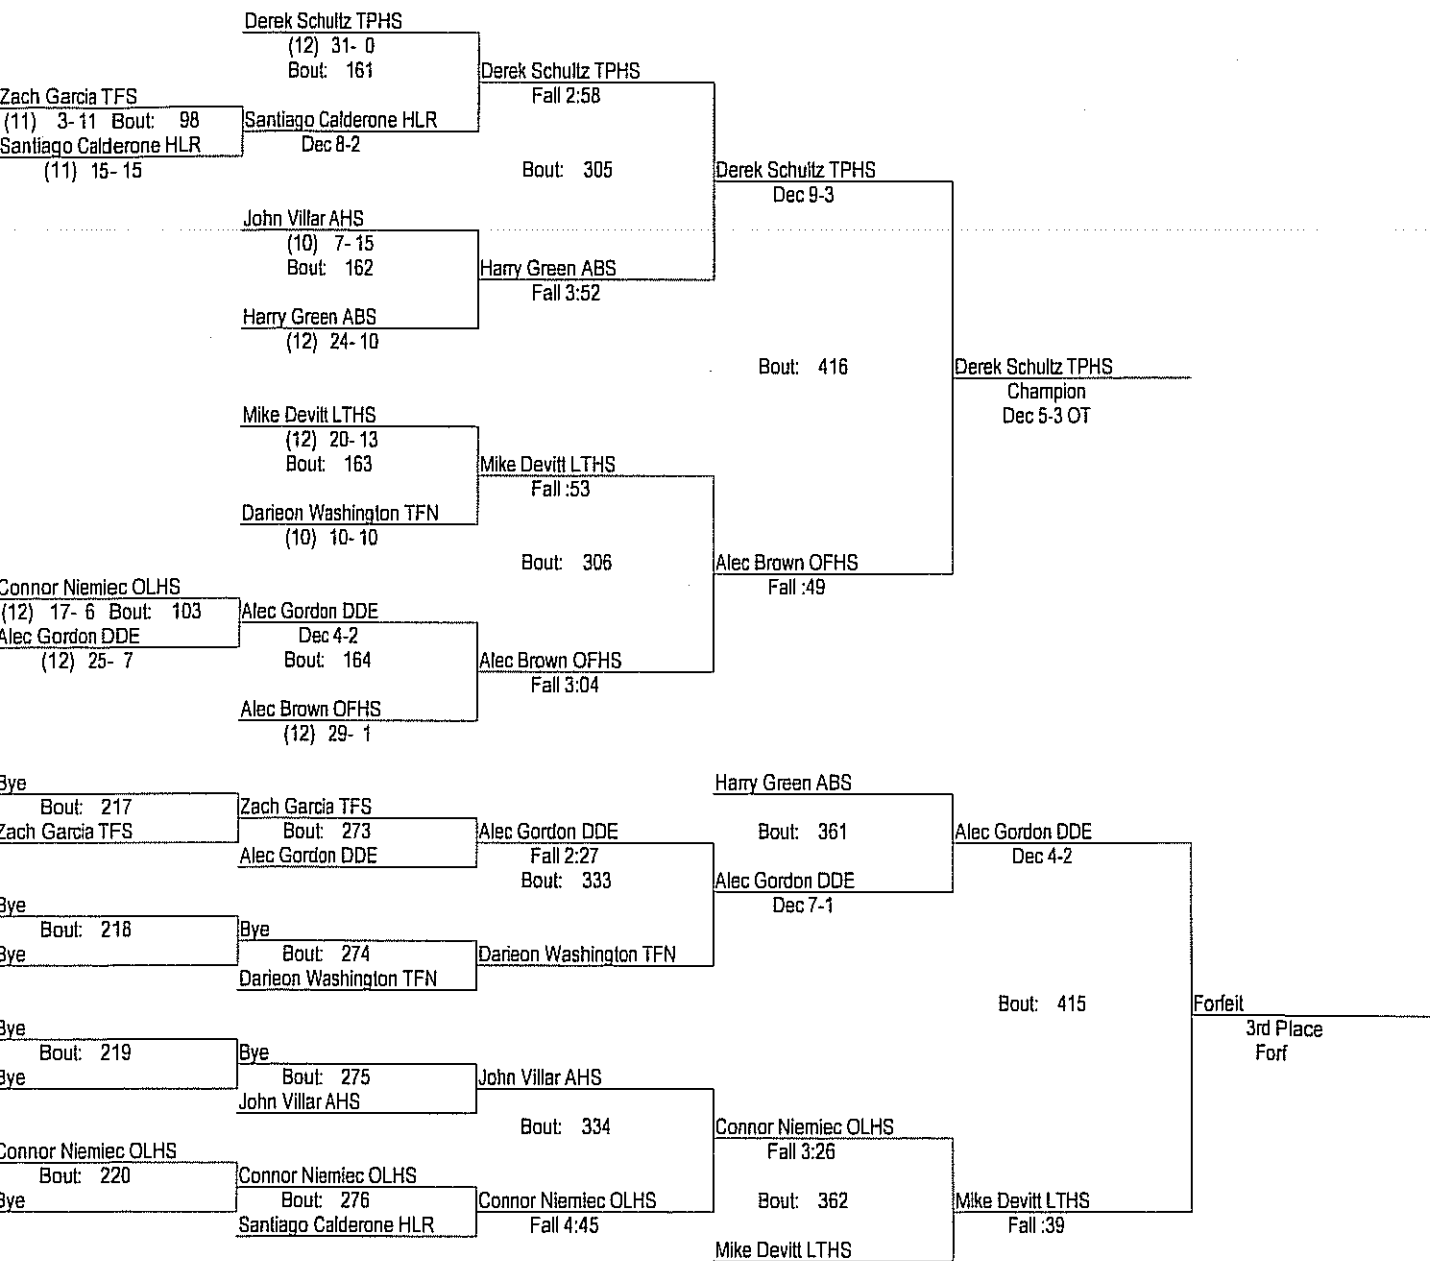 Derek Schultz TPHS
(12) 31- 0
Bout: 161
Derek Schultz TPHS
Fall 2:58
Zach Garcia TFS
(11) 3- 11 Bout: 98
Santiago Calderone HLR
Santiago Calderone HLR
Dec 8-2
(11) 15- 15
Bout: 305
Derek Schultz TPHS
Dec 9-3
John Villar AHS
(10) 7- 15
Bout: 162
Harry Green ABS
Fall 3:52
Harry Green ABS
(12) 24- 10
Bout: 416
Derek Schultz TPHS
Champion
Dec 5-3 OT
Mike Devitt LTHS
(12) 20- 13
Bout: 163
Mike Devitt LTHS
Fall :53
Darieon Washington TFN
(10) 10- 10
Bout: 306
Alec Brown OFHS
Fall :49
Connor Niemiec OLHS
(12) 17- 6 Bout: 103
Alec Gordon DDE
Alec Gordon DDE
Dec 4-2
(12) 25- 7
Bout: 164
Alec Brown OFHS
Fall 3:04
Alec Brown OFHS
(12) 29- 1
Bye
Bout: 217
Zach Garcia TFS
Zach Garcia TFS
Bout: 273
Alec Gordon DDE
Alec Gordon DDE
Fall 2:27
Bout: 333
Harry Green ABS
Bout: 361
Alec Gordon DDE
Dec 4-2
Alec Gordon DDE
Dec 7-1
Bye
Bout: 218
Bye
Bye
Bout: 274
Darieon Washington TFN
Darieon Washington TFN
Bout: 415
Forfeit
3rd Place
Forf
Bye
Bout: 219
Bye
Bye
Bout: 275
John Villar AHS
John Villar AHS
Bout: 334
Connor Niemiec OLHS
Fall 3:26
Connor Niemiec OLHS
Bout: 220
Bye
Connor Niemiec OLHS
Bout: 276
Santiago Calderone HLR
Connor Niemiec OLHS
Fall 4:45
Bout: 362
Mike Devitt LTHS
Fall :39
Mike Devitt LTHS